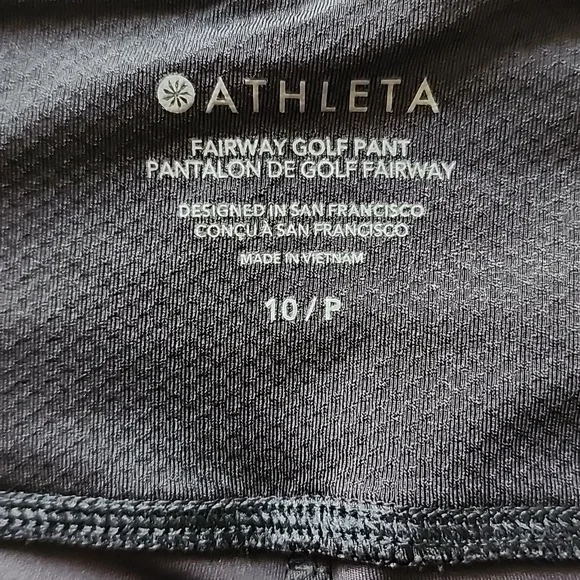 ATHLETA
FAIRWAY GOLF PANT
PANTALON DE GOLF FAIRWAY
DESIGNED IN SAN FRANCISCO
CONÇU À SAN FRANCISCO
MADE IN VIETNAM
10 / P